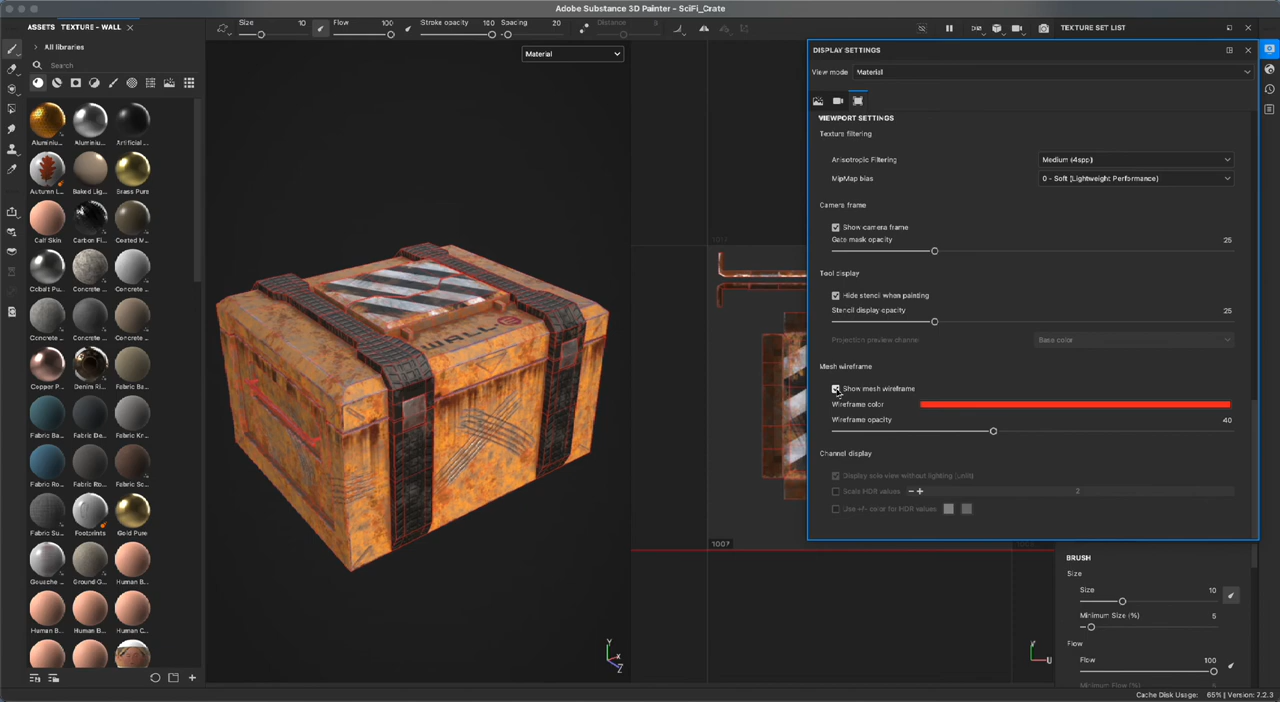 Adobe Substance 3D Painter - SciFi_Crate
ASSETS TEXTURE - WALL
Size 10
Flow 100
Stroke opacity 100
Spacing 20
Distance 8
TEXTURE SET LIST
All libraries
Search
Material
DISPLAY SETTINGS
View mode Material
VIEWPORT SETTINGS
Texture filtering
Anisotropic Filtering Medium (4spp)
MipMap bias 0 - Soft (Lightweight Performance)
Camera frame
Show camera frame
Gate mask opacity 25
Tool display
Hide stencil when painting
Stencil display opacity 25
Projection preview channel Base color
Mesh wireframe
Show mesh wireframe
Wireframe color
Wireframe opacity 40
Channel display
Display solo view without lighting (unlit)
Scale HDR values 2
Use +/- color for HDR values
Aluminiu... Aluminiu... Artificial ...
Autumn L... Baked Lig... Brass Pure
Calf Skin Carbon Fi... Coated M...
Cobalt Pu... Concrete ... Concrete ...
Concrete ... Concrete ... Concrete ...
Copper P... Denim Ri... Fabric Ba...
Fabric Ba... Fabric De... Fabric Kn...
Fabric Ro... Fabric Ro... Fabric Sc...
Fabric Su... Footprints Gold Pure
Gouache ... Ground G... Human B...
Human B... Human B... Human C...
WALL-E
1017
1007
Y
X
Z
V
U
BRUSH
Size
Size 10
Minimum Size (%) 5
Flow
Flow 100
Minimum Flow (%)
Cache Disk Usage: 65% | Version: 7.2.3